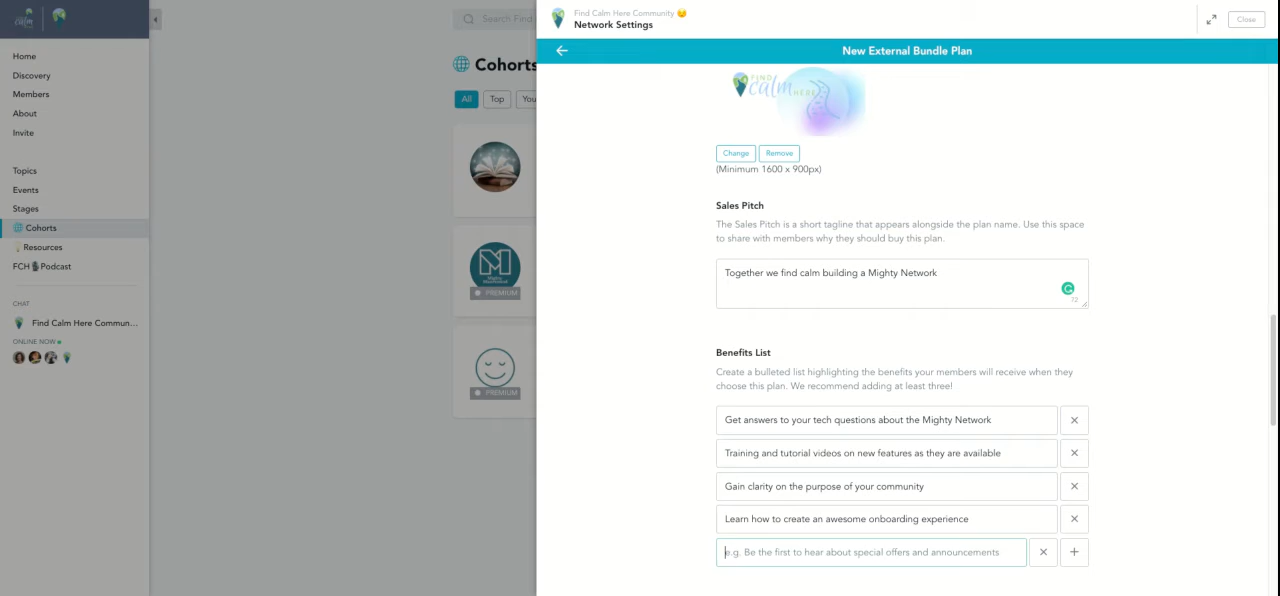 calm
Home
Discovery
Members
About
Invite
Topics
Events
Stages
Cohorts
Resources
FCH Podcast
CHAT
Find Calm Here Commun...
ONLINE NOW
Search Find
Cohorts
All
Top
You
PREMIUM
PREMIUM
Find Calm Here Community
Network Settings
Close
New External Bundle Plan
FIND
calm HERE
Change
Remove
(Minimum 1600 x 900px)
Sales Pitch
The Sales Pitch is a short tagline that appears alongside the plan name. Use this space
to share with members why they should buy this plan.
Together we find calm building a Mighty Network
72
Benefits List
Create a bulleted list highlighting the benefits your members will receive when they
choose this plan. We recommend adding at least three!
Get answers to your tech questions about the Mighty Network
Training and tutorial videos on new features as they are available
Gain clarity on the purpose of your community
Learn how to create an awesome onboarding experience
e.g. Be the first to hear about special offers and announcements